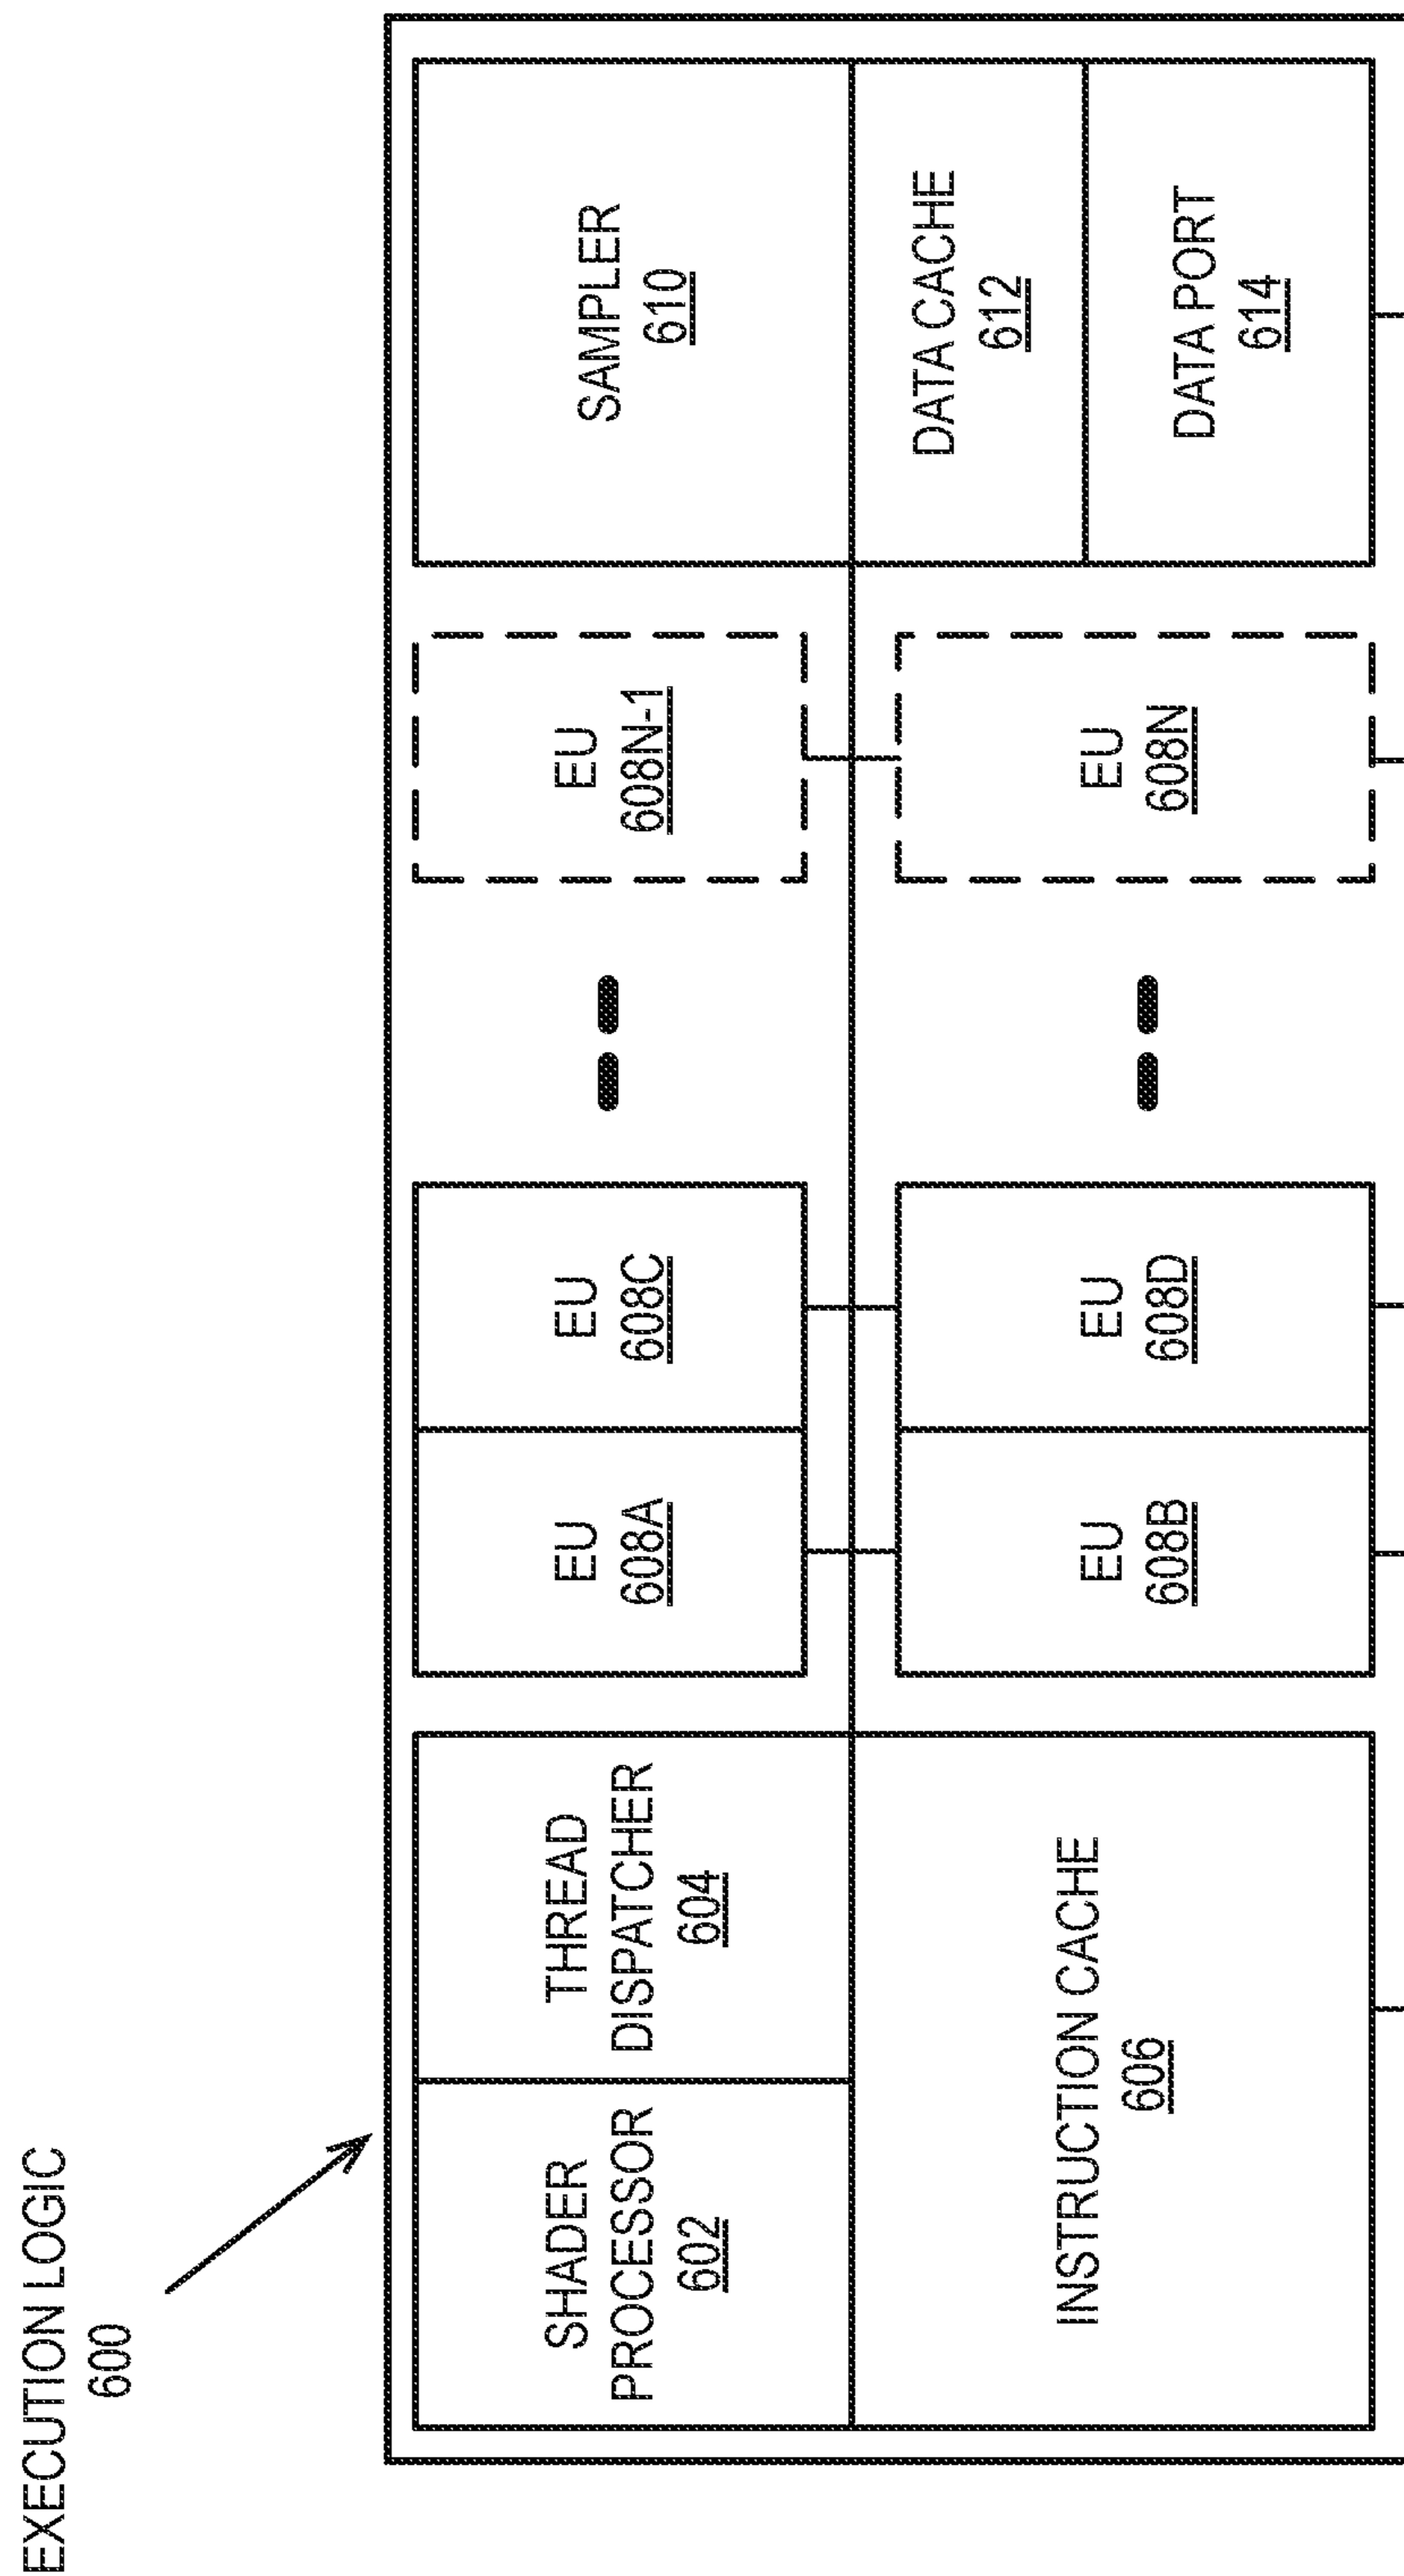 EXECUTION LOGIC
600
SHADER
PROCESSOR
602
THREAD
DISPATCHER
604
INSTRUCTION CACHE
606
EU
608A
EU
608C
EU
608N-1
EU
608B
EU
608D
EU
608N
SAMPLER
610
DATA CACHE
612
DATA PORT
614